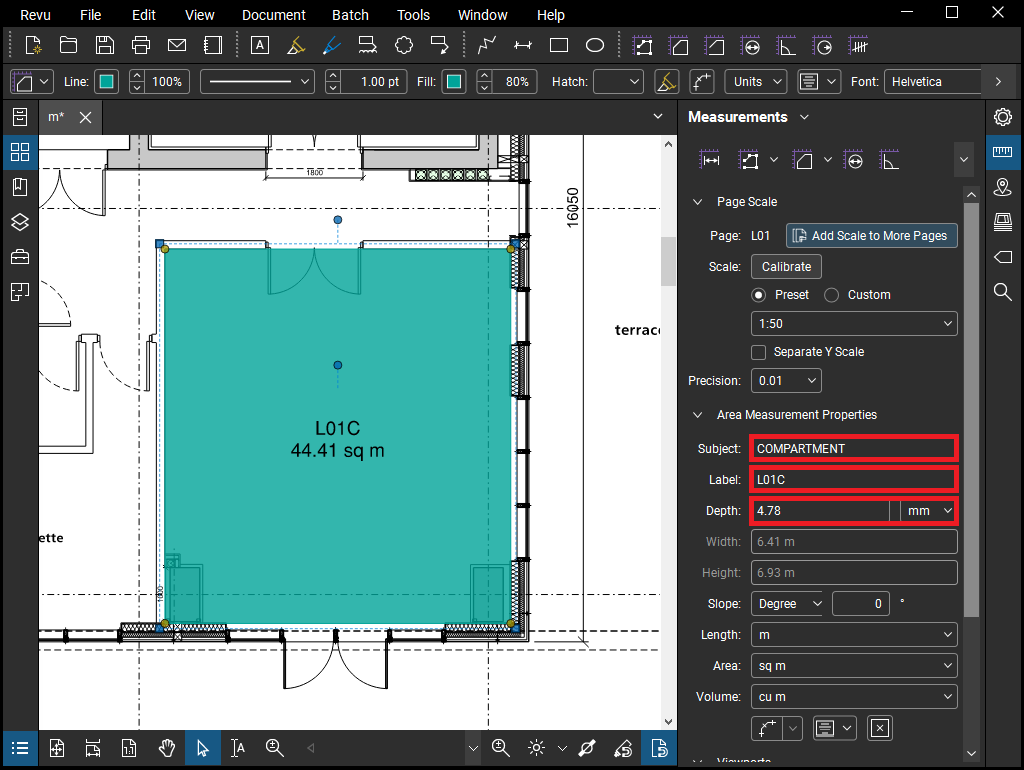 Revu File Edit View Document Batch Tools Window Help
Line: 100% 1.00 pt Fill: 80% Hatch: Units Font: Helvetica
m*
Measurements
Page Scale
Page: L01 Add Scale to More Pages
Scale: Calibrate
Preset Custom
1:50
Separate Y Scale
Precision: 0.01
Area Measurement Properties
Subject: COMPARTMENT
Label: L01C
Depth: 4.78 mm
Width: 6.41 m
Height: 6.93 m
Slope: Degree 0 °
Length: m
Area: sq m
Volume: cu m
1800
16050
terrace
L01C
44.41 sq m
ette